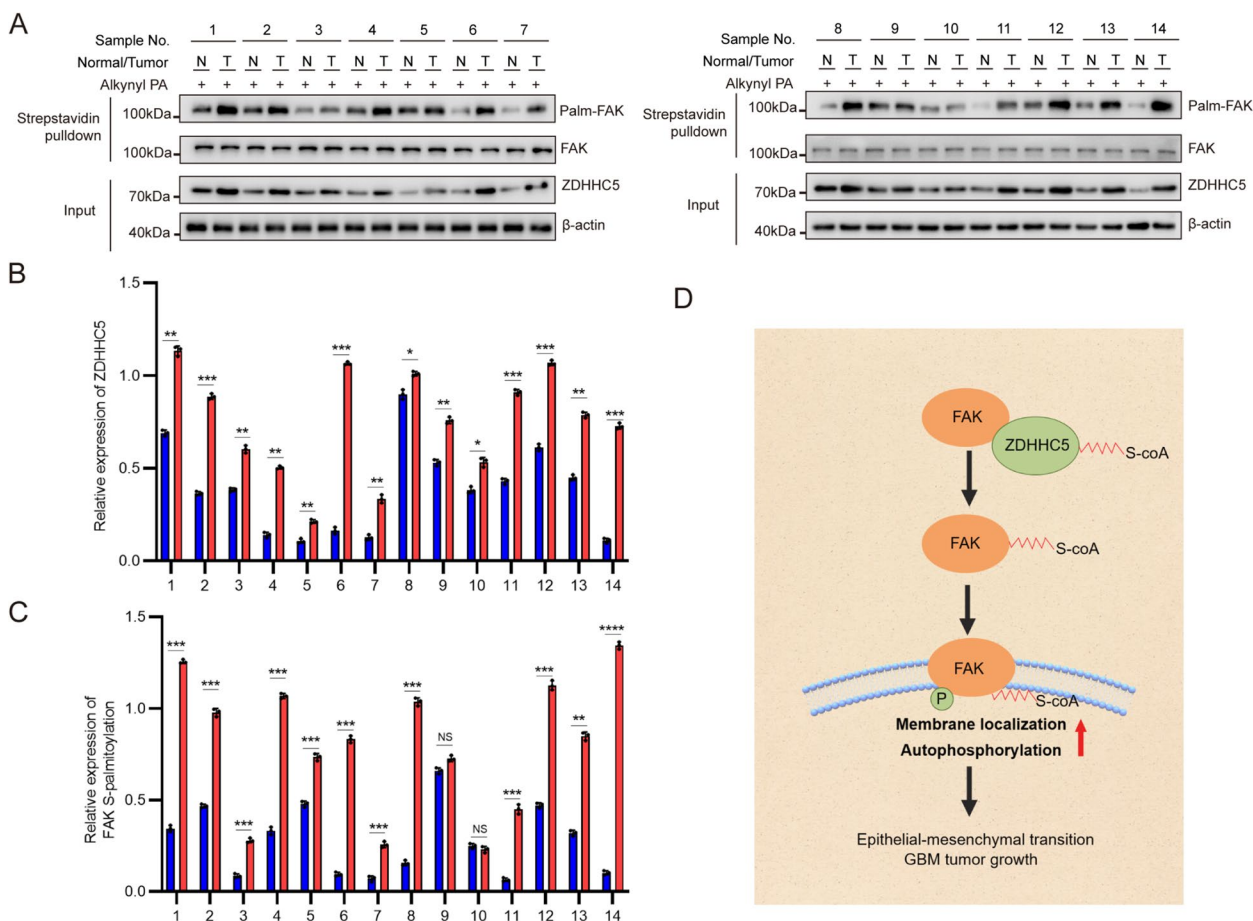 A
Sample No. 1 2 3 4 5 6 7
Normal/Tumor N T N T N T N T N T N T N T
Alkynyl PA + + + + + + + + + + + + + +
Strepstavidin pulldown
100kDa Palm-FAK
100kDa FAK
Input
70kDa ZDHHC5
40kDa β-actin
Sample No. 8 9 10 11 12 13 14
Normal/Tumor N T N T N T N T N T N T N T
Alkynyl PA + + + + + + + + + + + + + +
Strepstavidin pulldown
100kDa Palm-FAK
100kDa FAK
Input
70kDa ZDHHC5
40kDa β-actin
B
Relative expression of ZDHHC5
1.5
1.0
0.5
0.0
** *** ** ** ** *** ** * ** * *** *** ** ***
1 2 3 4 5 6 7 8 9 10 11 12 13 14
C
Relative expression of
FAK S-palmitoylation
1.5
1.0
0.5
0.0
*** *** *** *** *** *** *** *** NS NS *** *** ** ****
1 2 3 4 5 6 7 8 9 10 11 12 13 14
D
FAK
ZDHHC5
S-coA
FAK
S-coA
FAK
P
S-coA
Membrane localization
Autophosphorylation
Epithelial-mesenchymal transition
GBM tumor growth